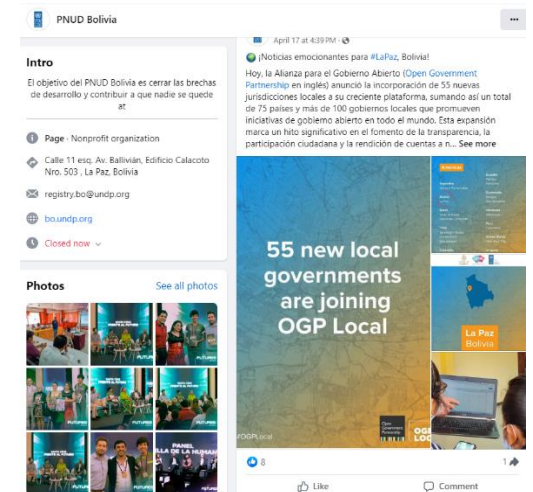 PNUD Bolivia
Intro
El objetivo del PNUD Bolivia es cerrar las brechas
de desarrollo y contribuir a que nadie se quede
at
Page · Nonprofit organization
Calle 11 esq. Av. Ballivián, Edificio Calacoto
Nro. 503 , La Paz, Bolivia
registry.bo@undp.org
bo.undp.org
Closed now
Photos
See all photos
April 17 at 4:39 PM
¡Noticias emocionantes para #LaPaz, Bolivia!
Hoy, la Alianza para el Gobierno Abierto (Open Government
Partnership en inglés) anunció la incorporación de 55 nuevas
jurisdicciones locales a su creciente plataforma, sumando así un total
de 75 países y más de 100 gobiernos locales que promueven
iniciativas de gobierno abierto en todo el mundo. Esta expansión
marca un hito significativo en el fomento de la transparencia, la
participación ciudadana y la rendición de cuentas a n... See more
55 new local
governments
are joining
OGP Local
Open
Government
Partnership
La Paz
Bolivia
8
1
Like
Comment